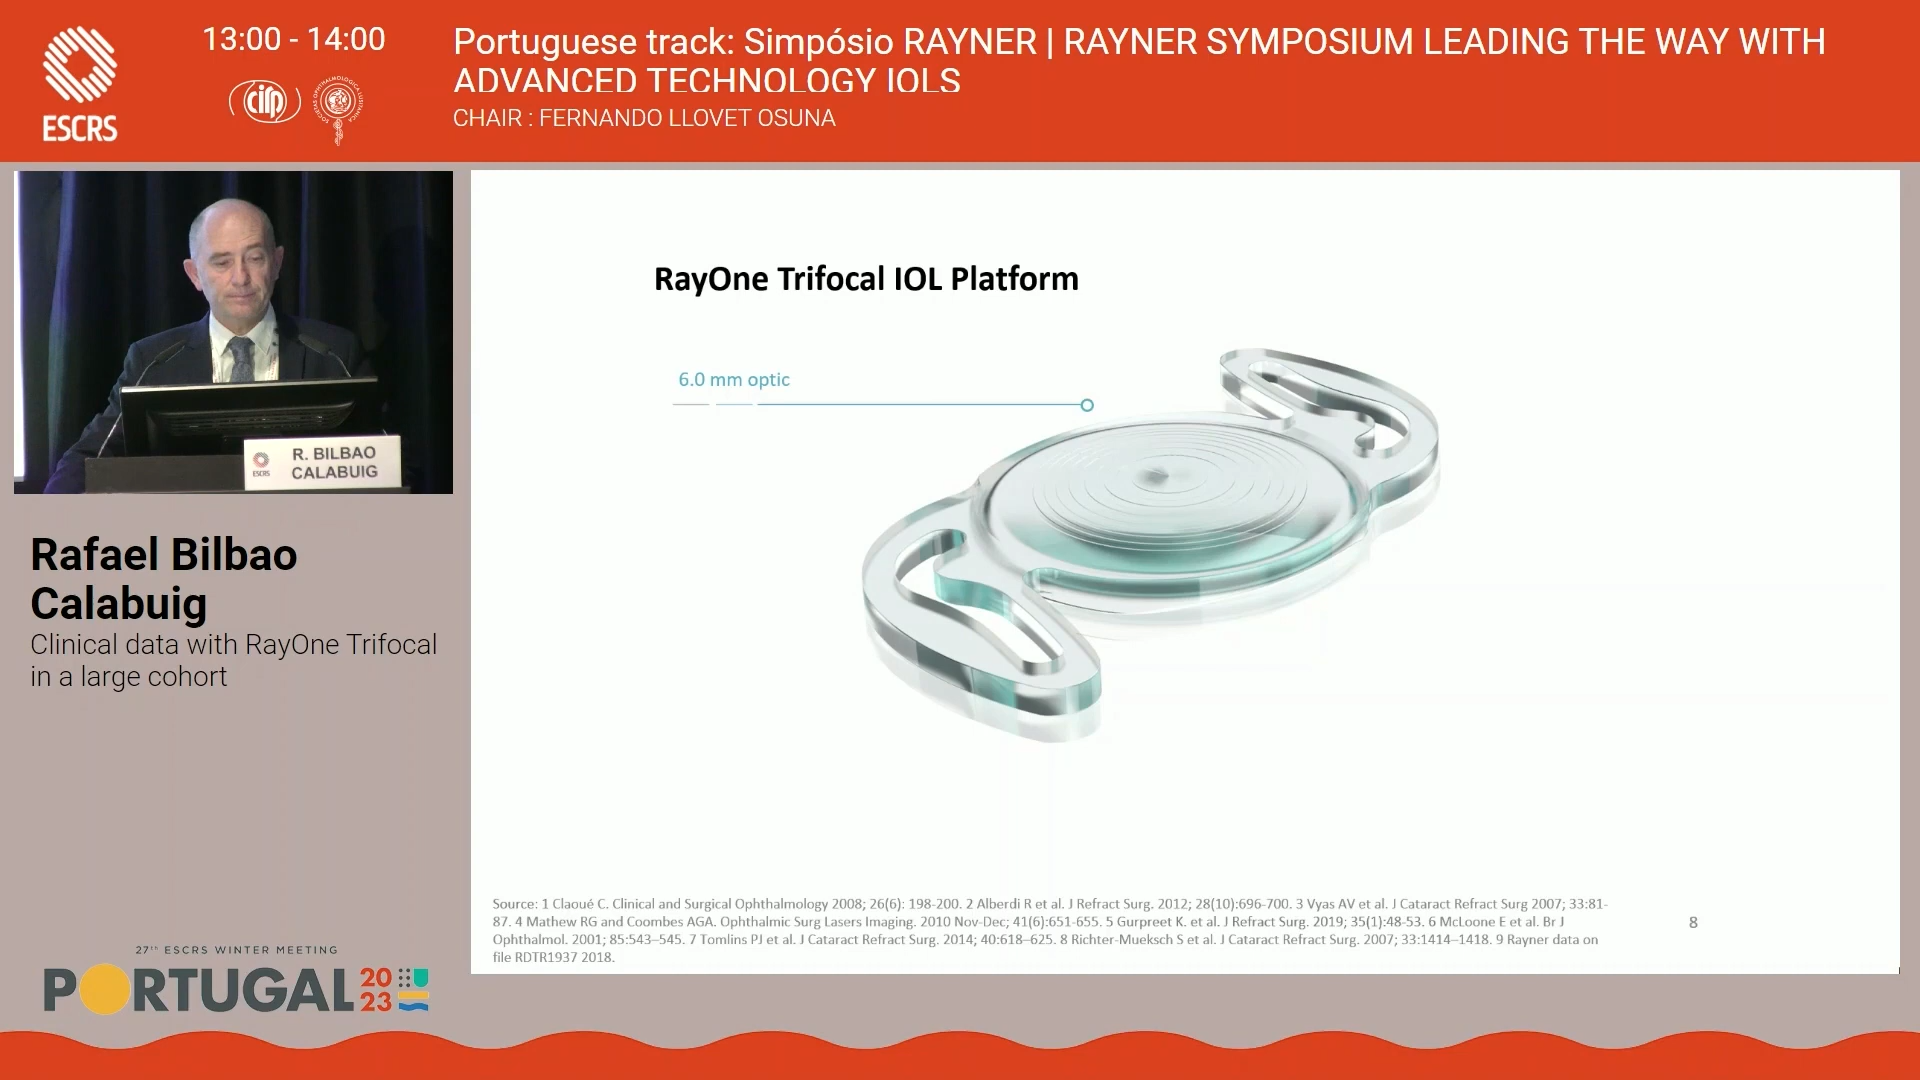 ESCRS
13:00 - 14:00
cirp
Portuguese track: Simpósio RAYNER | RAYNER SYMPOSIUM LEADING THE WAY WITH
ADVANCED TECHNOLOGY IOLS
CHAIR : FERNANDO LLOVET OSUNA
ESCRS
R. BILBAO
CALABUIG
Rafael Bilbao
Calabuig
Clinical data with RayOne Trifocal
in a large cohort
RayOne Trifocal IOL Platform
6.0 mm optic
Source: 1 Claoué C. Clinical and Surgical Ophthalmology 2008; 26(6): 198-200. 2 Alberdi R et al. J Refract Surg. 2012; 28(10):696-700. 3 Vyas AV et al. J Cataract Refract Surg 2007; 33:81-
87. 4 Mathew RG and Coombes AGA. Ophthalmic Surg Lasers Imaging. 2010 Nov-Dec; 41(6):651-655. 5 Gurpreet K. et al. J Refract Surg. 2019; 35(1):48-53. 6 McLoone E et al. Br J
Ophthalmol. 2001; 85:543–545. 7 Tomlins PJ et al. J Cataract Refract Surg. 2014; 40:618–625. 8 Richter-Mueksch S et al. J Cataract Refract Surg. 2007; 33:1414–1418. 9 Rayner data on
file RDTR1937 2018.
8
27TH ESCRS WINTER MEETING
PORTUGAL 20
23